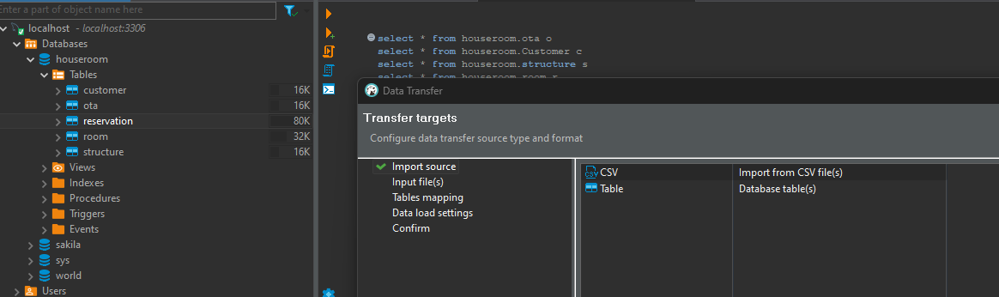 Enter a part of object name here
localhost - localhost:3306
Databases
houseroom
Tables
customer 16K
ota 16K
reservation 80K
room 32K
structure 16K
Views
Indexes
Procedures
Triggers
Events
sakila
sys
world
Users
select * from houseroom.ota o
select * from houseroom.Customer c
select * from houseroom.structure s
select * from houseroom.room r
Data Transfer
Transfer targets
Configure data transfer source type and format
Import source
Input file(s)
Tables mapping
Data load settings
Confirm
CSV CSV Import from CSV file(s)
Table Database table(s)